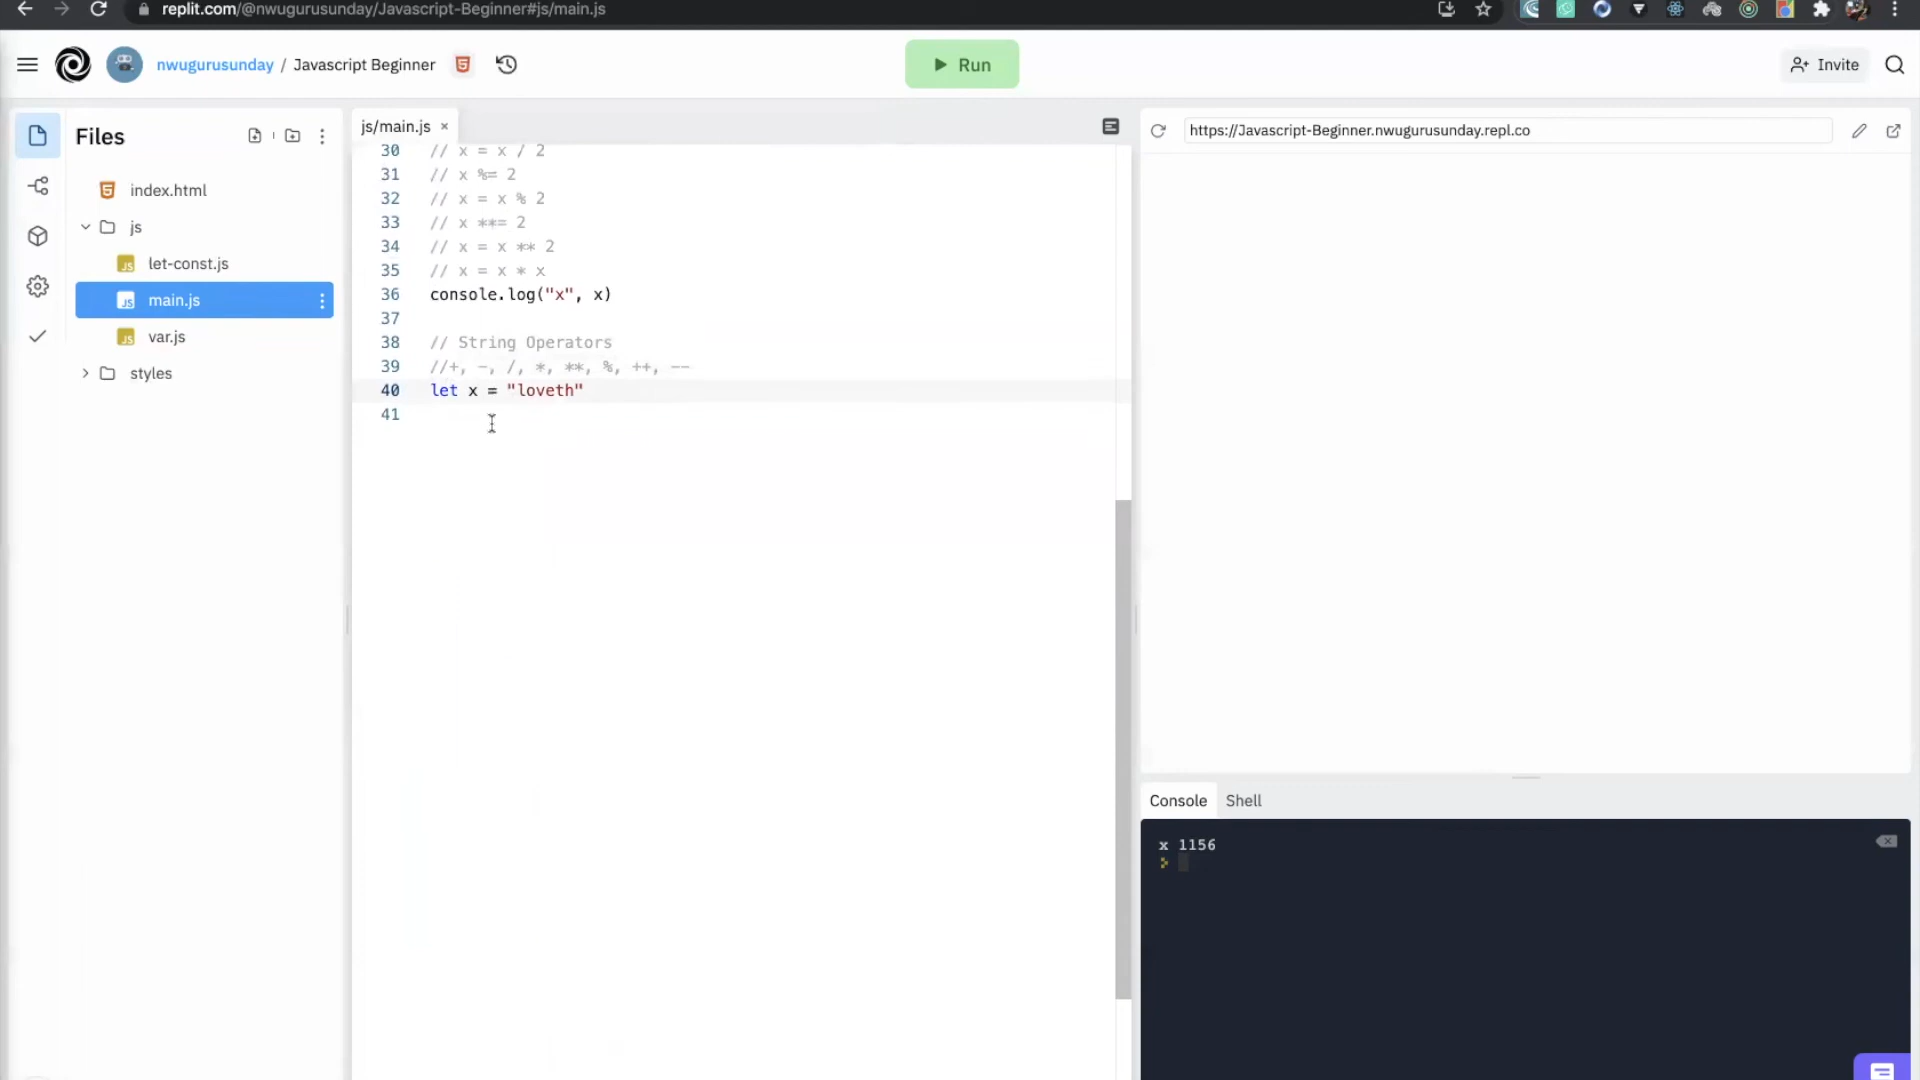 replit.com/@nwugurusunday/Javascript-Beginner#js/main.js
nwugurusunday / Javascript Beginner
Run
Invite
Files
js/main.js ×
https://Javascript-Beginner.nwugurusunday.repl.co
index.html
js
let-const.js
main.js
var.js
styles
30 // x = x / 2
31 // x %= 2
32 // x = x % 2
33 // x **= 2
34 // x = x ** 2
35 // x = x * x
36 console.log("x", x)
37
38 // String Operators
39 //+, -, /, *, **, %, ++, --
40 let x = "loveth"
41
Console Shell
x 1156